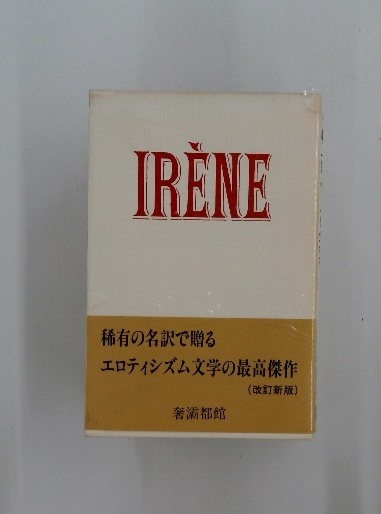 IRÈNE
稀有の名訳で贈る
エロティシズム文学の最高傑作
(改訂新版)
奢灞都館